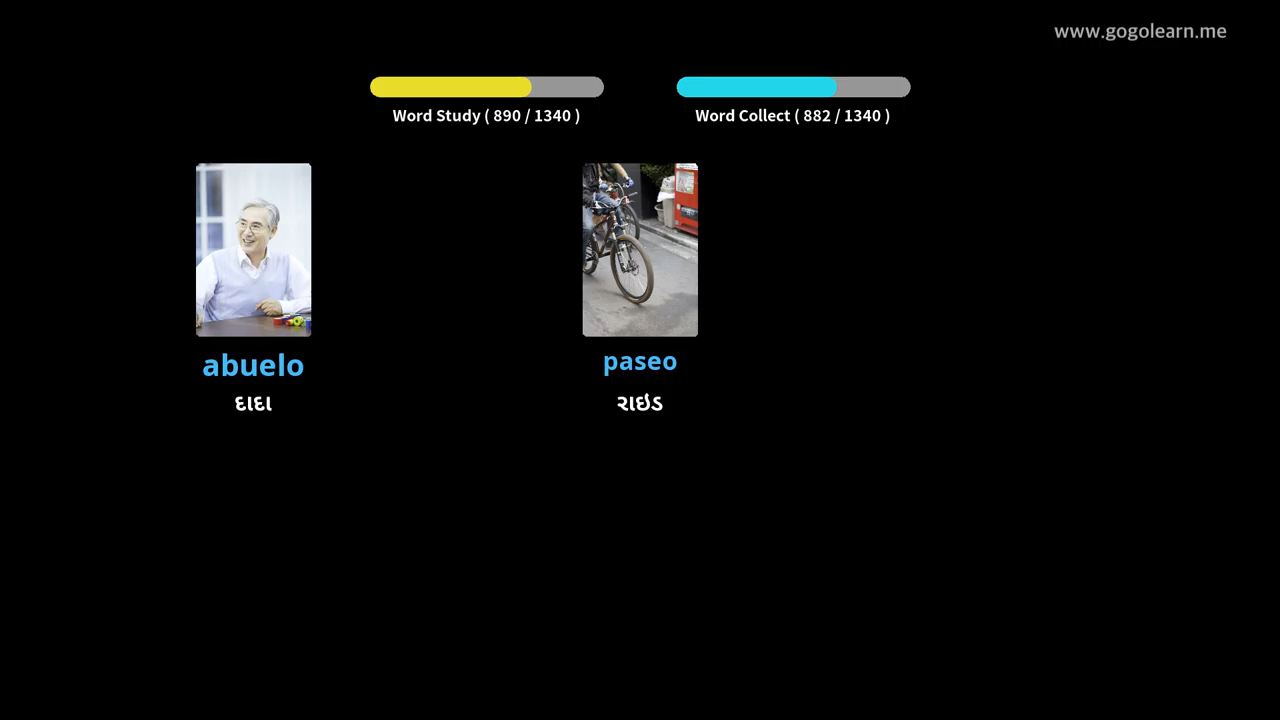 www.gogolearn.me
Word Study ( 890 / 1340 )
Word Collect ( 882 / 1340 )
abuelo
દાદા
paseo
રાઇડ